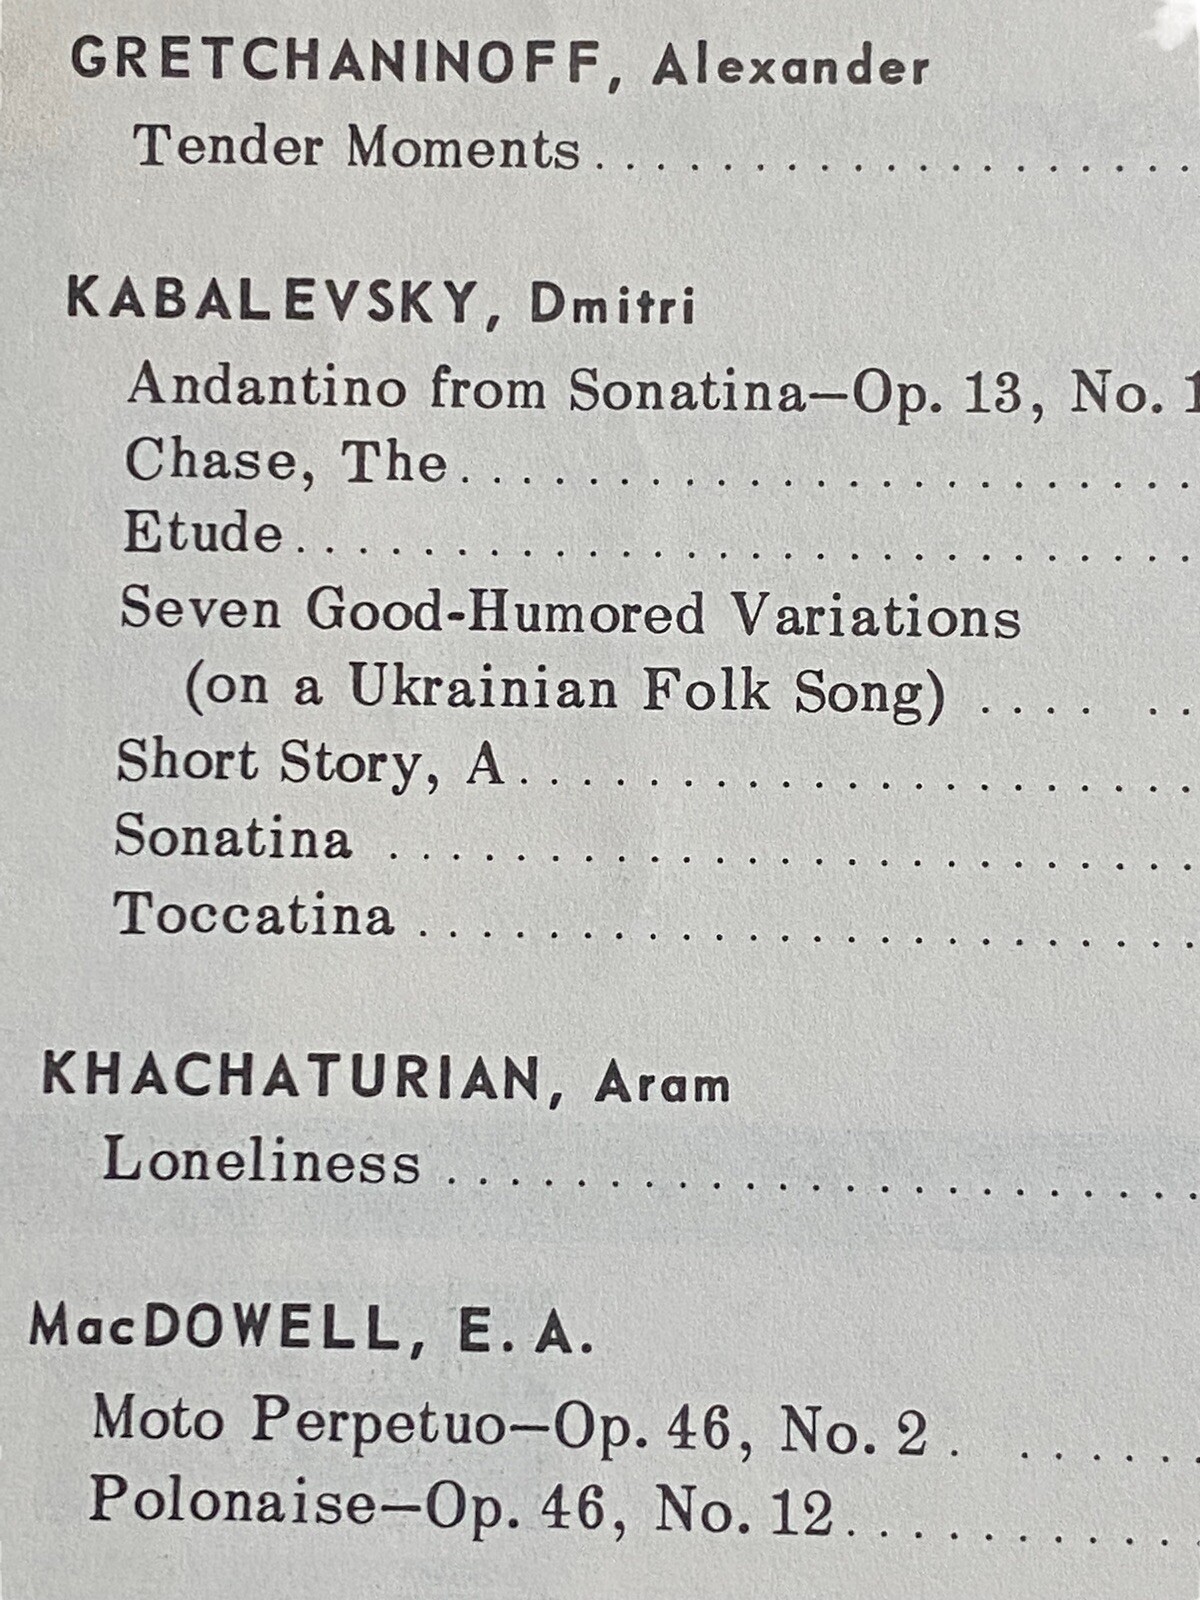 GRETCHANINOFF, Alexander
Tender Moments..................
KABALEVSKY, Dmitri
Andantino from Sonatina—Op. 13, No. 1
Chase, The.......................
Etude............................
Seven Good-Humored Variations
(on a Ukrainian Folk Song) .... ..
Short Story, A.....................
Sonatina .........................
Toccatina ........................
KHACHATURIAN, Aram
Loneliness .......................
MacDOWELL, E. A.
Moto Perpetuo—Op. 46, No. 2 . ......
Polonaise—Op. 46, No. 12...........